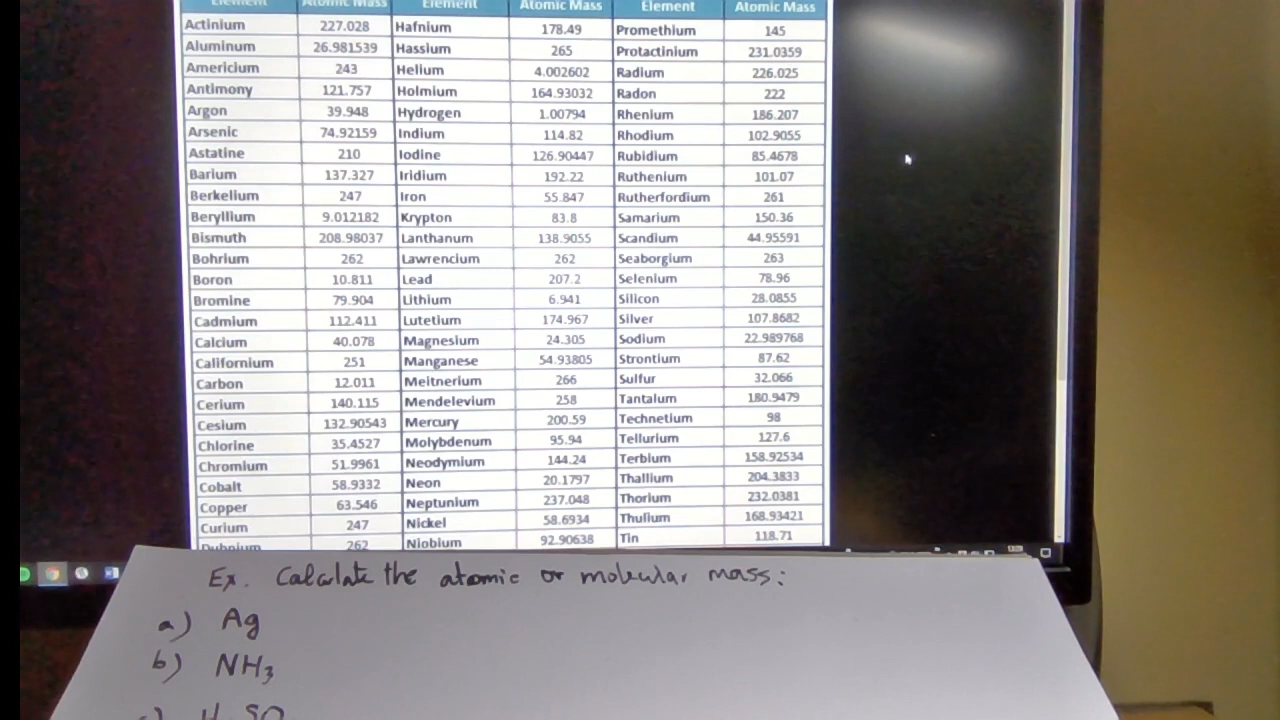 Element Atomic Mass Element Atomic Mass Element Atomic Mass
Actinium 227.028 Hafnium 178.49 Promethium 145
Aluminum 26.981539 Hassium 265 Protactinium 231.0359
Americium 243 Helium 4.002602 Radium 226.025
Antimony 121.757 Holmium 164.93032 Radon 222
Argon 39.948 Hydrogen 1.00794 Rhenium 186.207
Arsenic 74.92159 Indium 114.82 Rhodium 102.9055
Astatine 210 Iodine 126.90447 Rubidium 85.4678
Barium 137.327 Iridium 192.22 Ruthenium 101.07
Berkelium 247 Iron 55.847 Rutherfordium 261
Beryllium 9.012182 Krypton 83.8 Samarium 150.36
Bismuth 208.98037 Lanthanum 138.9055 Scandium 44.95591
Bohrium 262 Lawrencium 262 Seaborgium 263
Boron 10.811 Lead 207.2 Selenium 78.96
Bromine 79.904 Lithium 6.941 Silicon 28.0855
Cadmium 112.411 Lutetium 174.967 Silver 107.8682
Calcium 40.078 Magnesium 24.305 Sodium 22.989768
Californium 251 Manganese 54.93805 Strontium 87.62
Carbon 12.011 Meitnerium 266 Sulfur 32.066
Cerium 140.115 Mendelevium 258 Tantalum 180.9479
Cesium 132.90543 Mercury 200.59 Technetium 98
Chlorine 35.4527 Molybdenum 95.94 Tellurium 127.6
Chromium 51.9961 Neodymium 144.24 Terbium 158.92534
Cobalt 58.9332 Neon 20.1797 Thallium 204.3833
Copper 63.546 Neptunium 237.048 Thorium 232.0381
Curium 247 Nickel 58.6934 Thulium 168.93421
Dubnium 262 Niobium 92.90638 Tin 118.71
Ex. Calculate the atomic or molecular mass:
a) Ag
b) NH3